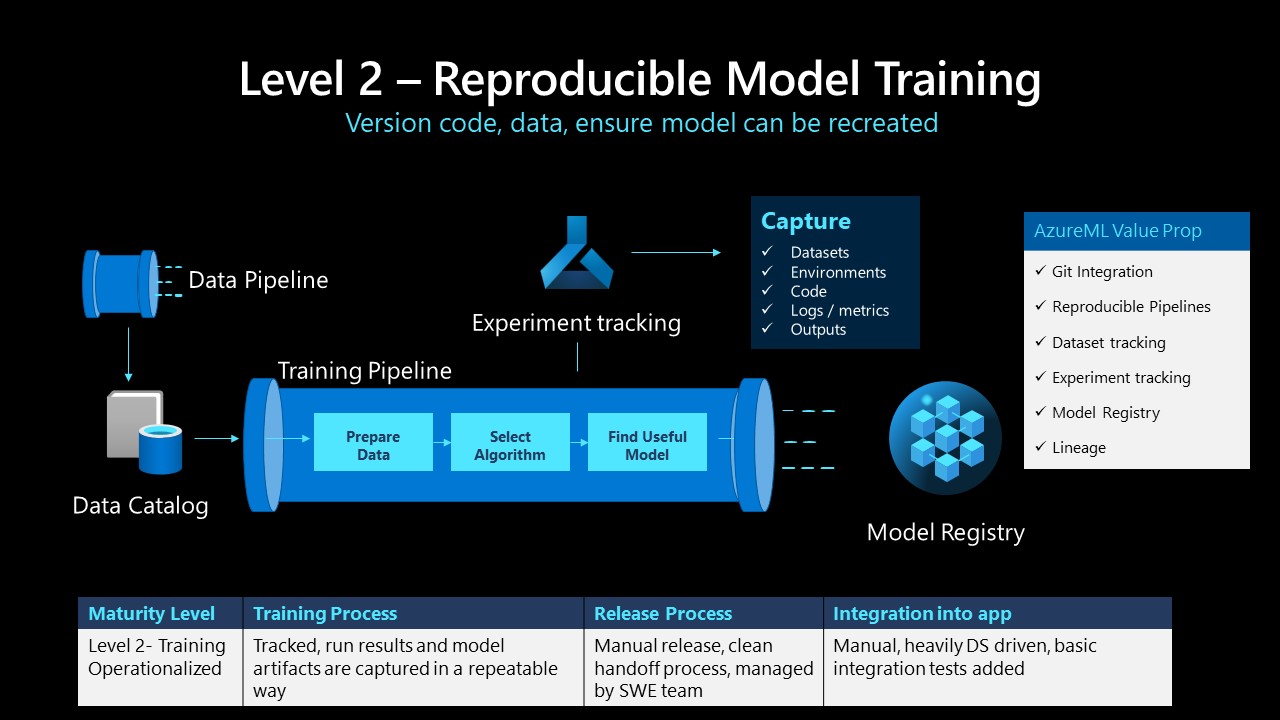 Level 2 – Reproducible Model Training
Version code, data, ensure model can be recreated
Data Pipeline
Experiment tracking
Capture
✓ Datasets
✓ Environments
✓ Code
✓ Logs / metrics
✓ Outputs
AzureML Value Prop
✓ Git Integration
✓ Reproducible Pipelines
✓ Dataset tracking
✓ Experiment tracking
✓ Model Registry
✓ Lineage
Training Pipeline
Prepare
Data
Select
Algorithm
Find Useful
Model
Data Catalog
Model Registry
Maturity Level
Training Process
Release Process
Integration into app
Level 2- Training
Operationalized
Tracked, run results and model
artifacts are captured in a repeatable
way
Manual release, clean
handoff process, managed
by SWE team
Manual, heavily DS driven, basic
integration tests added